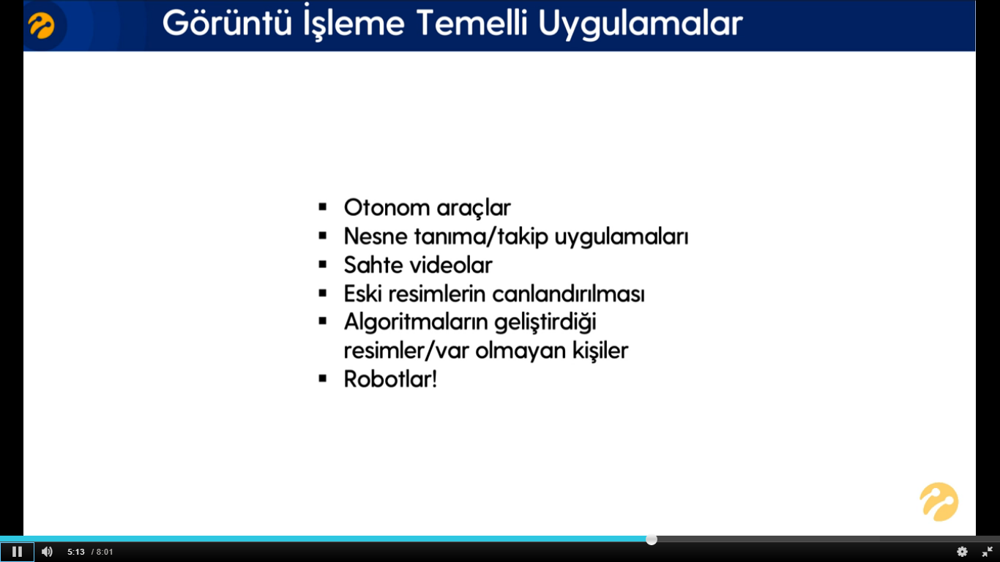 Görüntü İşleme Temelli Uygulamalar
▪ Otonom araçlar
▪ Nesne tanıma/takip uygulamaları
▪ Sahte videolar
▪ Eski resimlerin canlandırılması
▪ Algoritmaların geliştirdiği
resimler/var olmayan kişiler
▪ Robotlar!
5:13 / 8:01